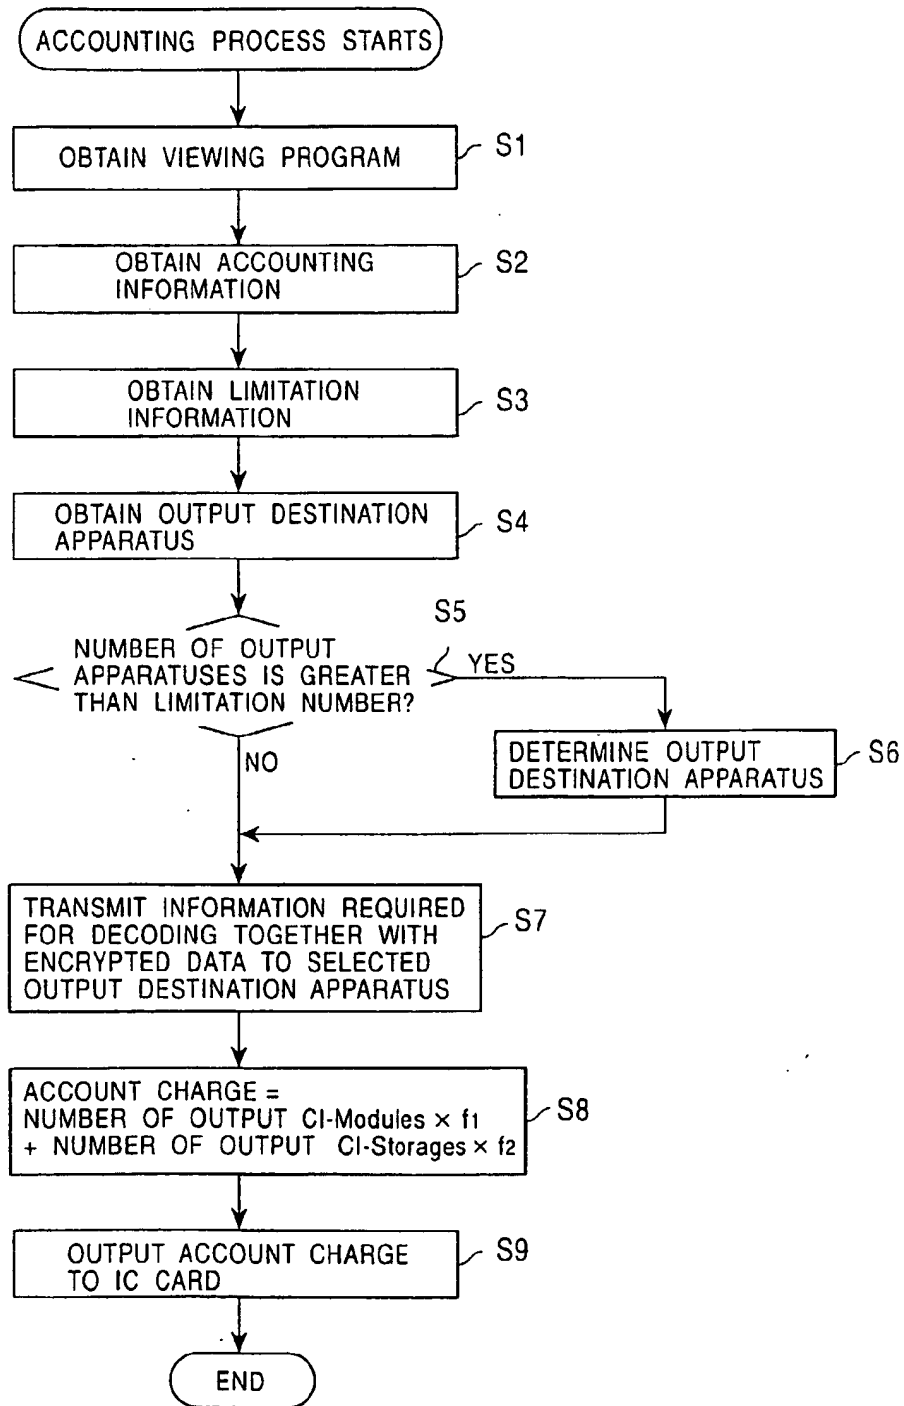 ACCOUNTING PROCESS STARTS
OBTAIN VIEWING PROGRAM
S1
OBTAIN ACCOUNTING
INFORMATION
S2
OBTAIN LIMITATION
INFORMATION
S3
OBTAIN OUTPUT DESTINATION
APPARATUS
S4
S5
NUMBER OF OUTPUT
APPARATUSES IS GREATER
THAN LIMITATION NUMBER?
YES
NO
DETERMINE OUTPUT
DESTINATION APPARATUS
S6
TRANSMIT INFORMATION REQUIRED
FOR DECODING TOGETHER WITH
ENCRYPTED DATA TO SELECTED
OUTPUT DESTINATION APPARATUS
S7
ACCOUNT CHARGE =
NUMBER OF OUTPUT CI-Modules × f1
+ NUMBER OF OUTPUT CI-Storages × f2
S8
OUTPUT ACCOUNT CHARGE
TO IC CARD
S9
END